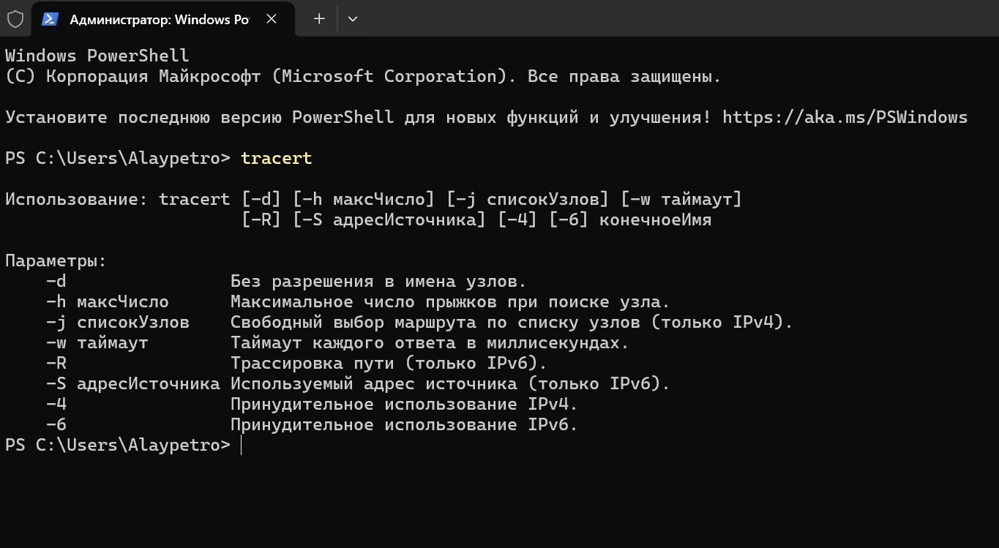 Администратор: Windows Po
Windows PowerShell
(C) Корпорация Майкрософт (Microsoft Corporation). Все права защищены.
Установите последнюю версию PowerShell для новых функций и улучшения! https://aka.ms/PSWindows
PS C:\Users\Alaypetro> tracert
Использование: tracert [-d] [-h максЧисло] [-j списокУзлов] [-w таймаут]
[-R] [-S адресИсточника] [-4] [-6] конечноеИмя
Параметры:
-d Без разрешения в имена узлов.
-h максЧисло Максимальное число прыжков при поиске узла.
-j списокУзлов Свободный выбор маршрута по списку узлов (только IPv4).
-w таймаут Таймаут каждого ответа в миллисекундах.
-R Трассировка пути (только IPv6).
-S адресИсточника Используемый адрес источника (только IPv6).
-4 Принудительное использование IPv4.
-6 Принудительное использование IPv6.
PS C:\Users\Alaypetro>